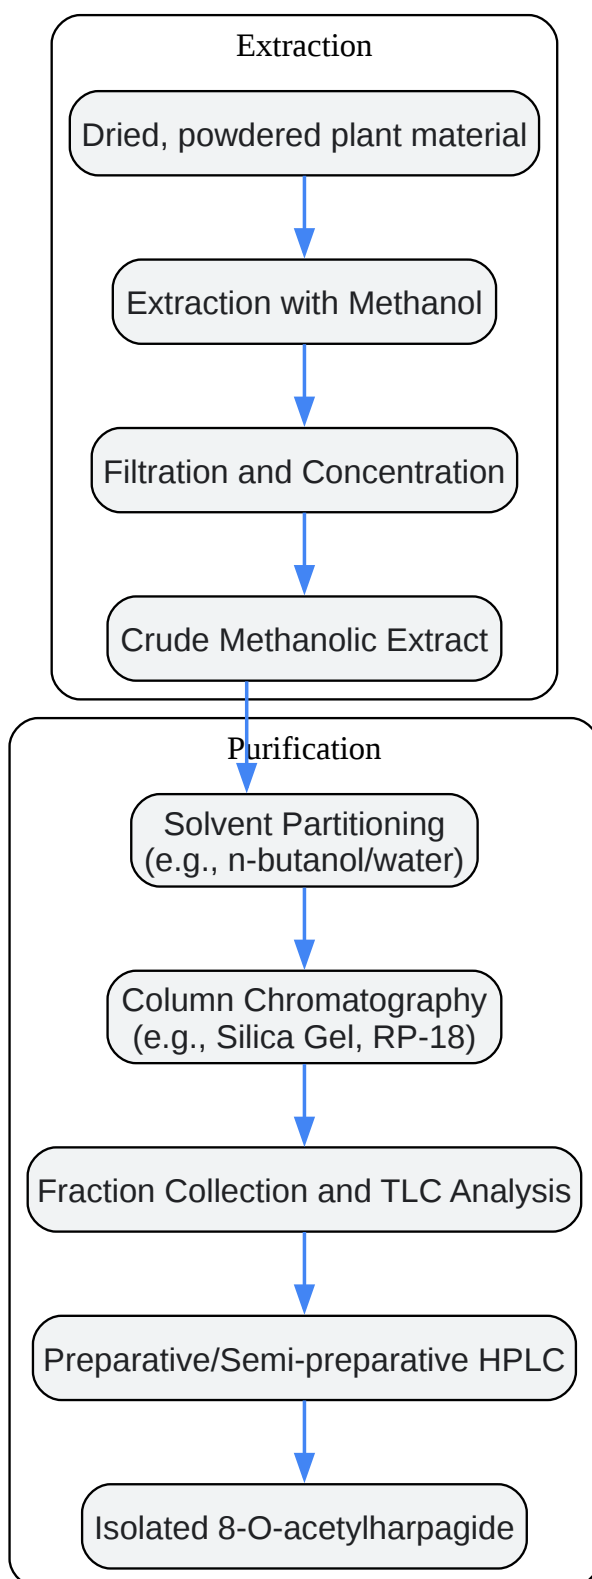 Extraction
Dried, powdered plant material
Extraction with Methanol
Filtration and Concentration
Crude Methanolic Extract
Purification
Solvent Partitioning
(e.g., n-butanol/water)
Column Chromatography
(e.g., Silica Gel, RP-18)
Fraction Collection and TLC Analysis
Preparative/Semi-preparative HPLC
Isolated 8-O-acetylharpagide